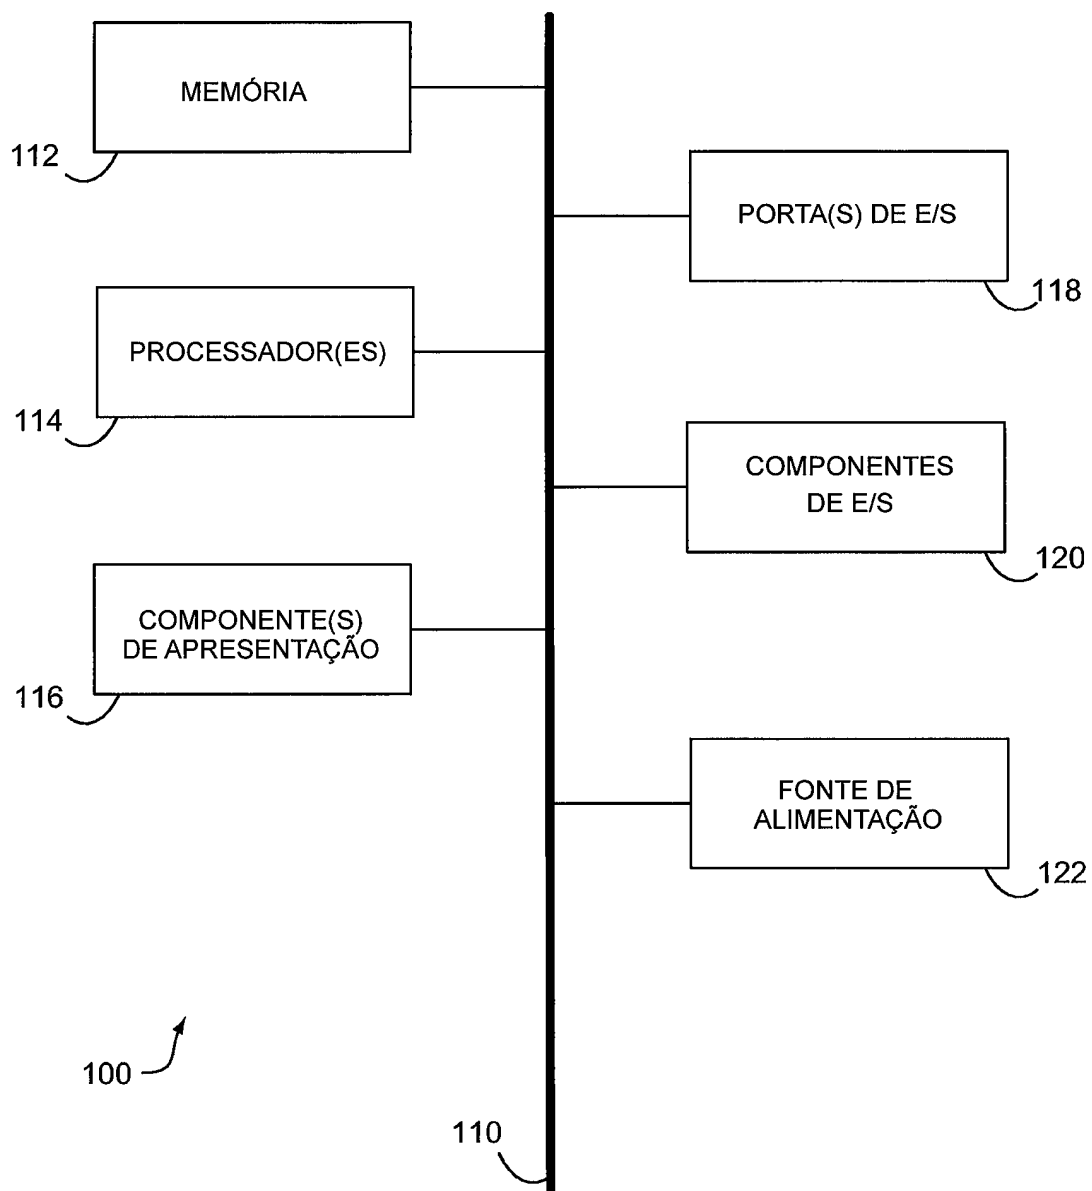 MEMÓRIA
112
PORTA(S) DE E/S
118
PROCESSADOR(ES)
114
COMPONENTES
DE E/S
120
COMPONENTE(S)
DE APRESENTAÇÃO
116
FONTE DE
ALIMENTAÇÃO
122
100
110